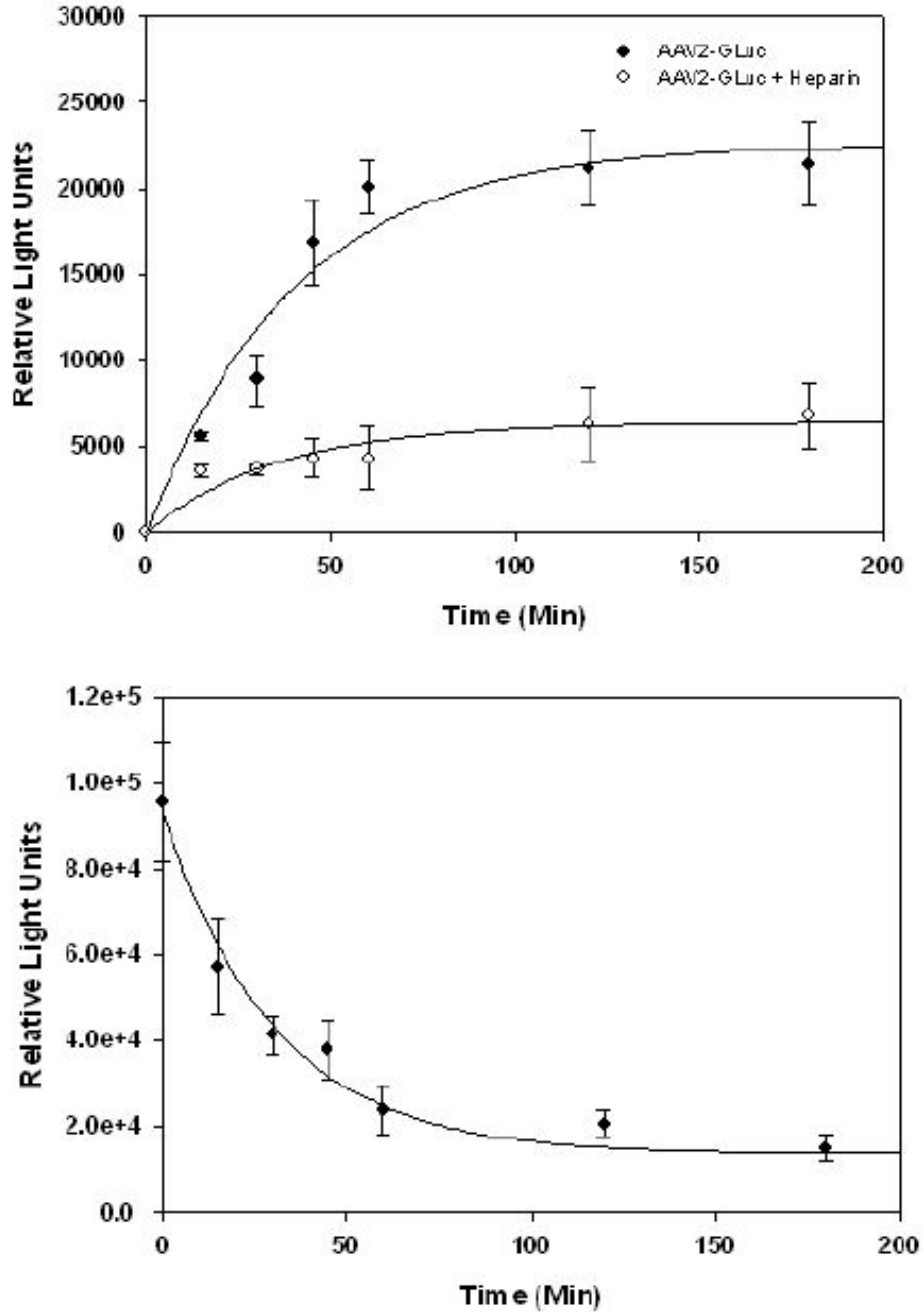 30000
AAV2-GLuc
AAV2-GLuc + Heparin
25000
20000
15000
10000
5000
0
Relative Light Units
0 50 100 150 200
Time (Min)
1.2e+5
1.0e+5
8.0e+4
6.0e+4
4.0e+4
2.0e+4
0.0
Relative Light Units
0 50 100 150 200
Time (Min)